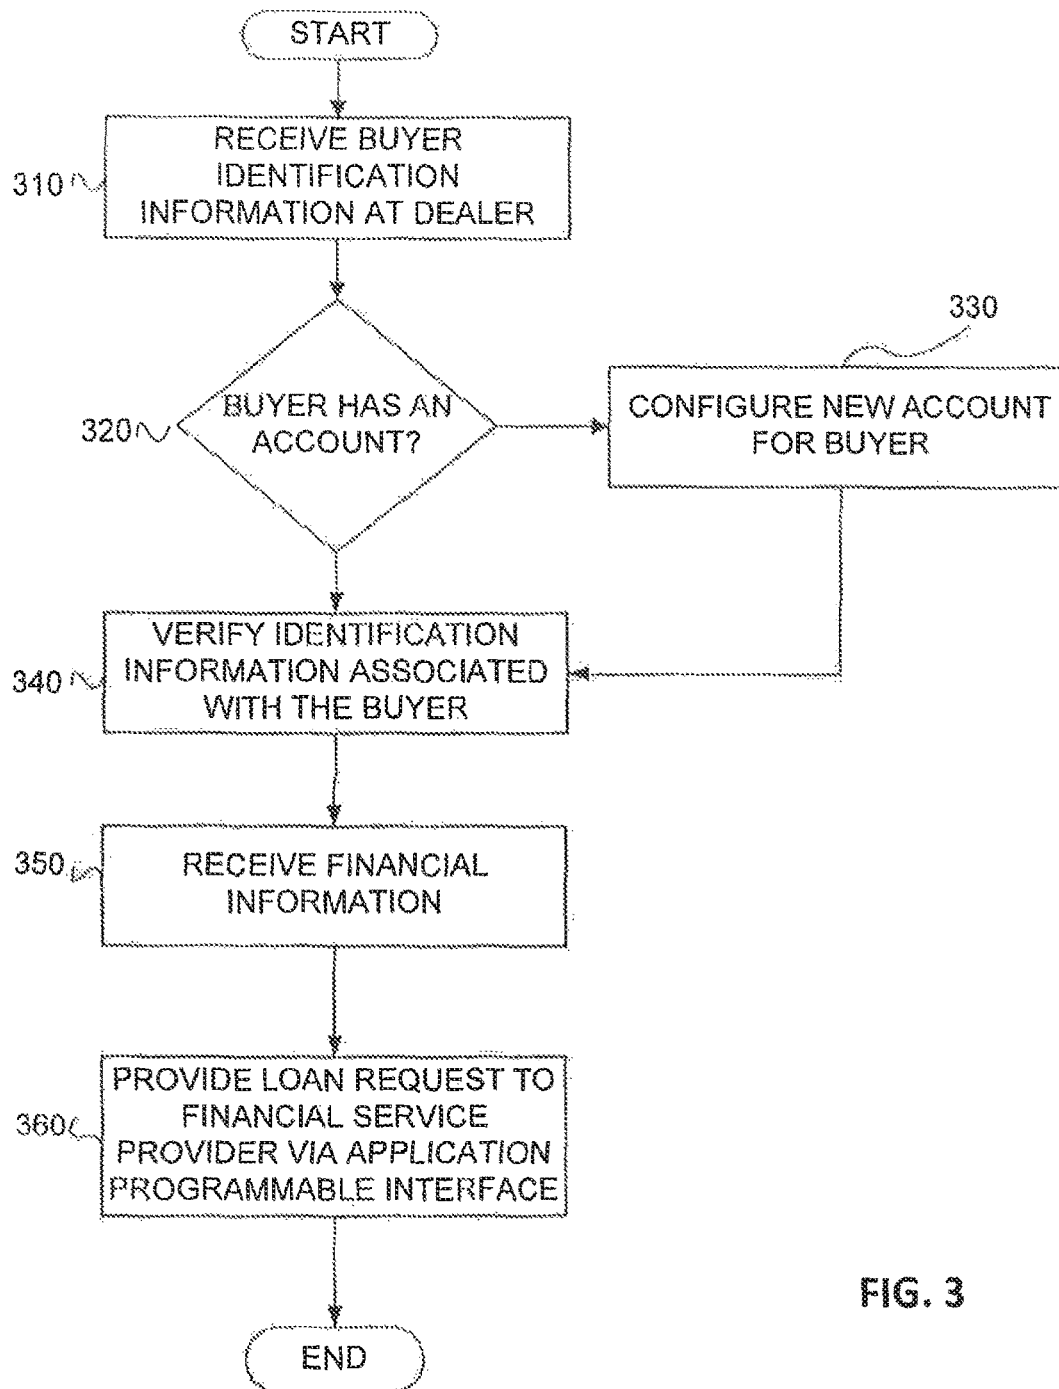 START
RECEIVE BUYER
IDENTIFICATION
INFORMATION AT DEALER
310
BUYER HAS AN
ACCOUNT?
320
330
CONFIGURE NEW ACCOUNT
FOR BUYER
VERIFY IDENTIFICATION
INFORMATION ASSOCIATED
WITH THE BUYER
340
350
RECEIVE FINANCIAL
INFORMATION
PROVIDE LOAN REQUEST TO
FINANCIAL SERVICE
PROVIDER VIA APPLICATION
PROGRAMMABLE INTERFACE
360
FIG. 3
END